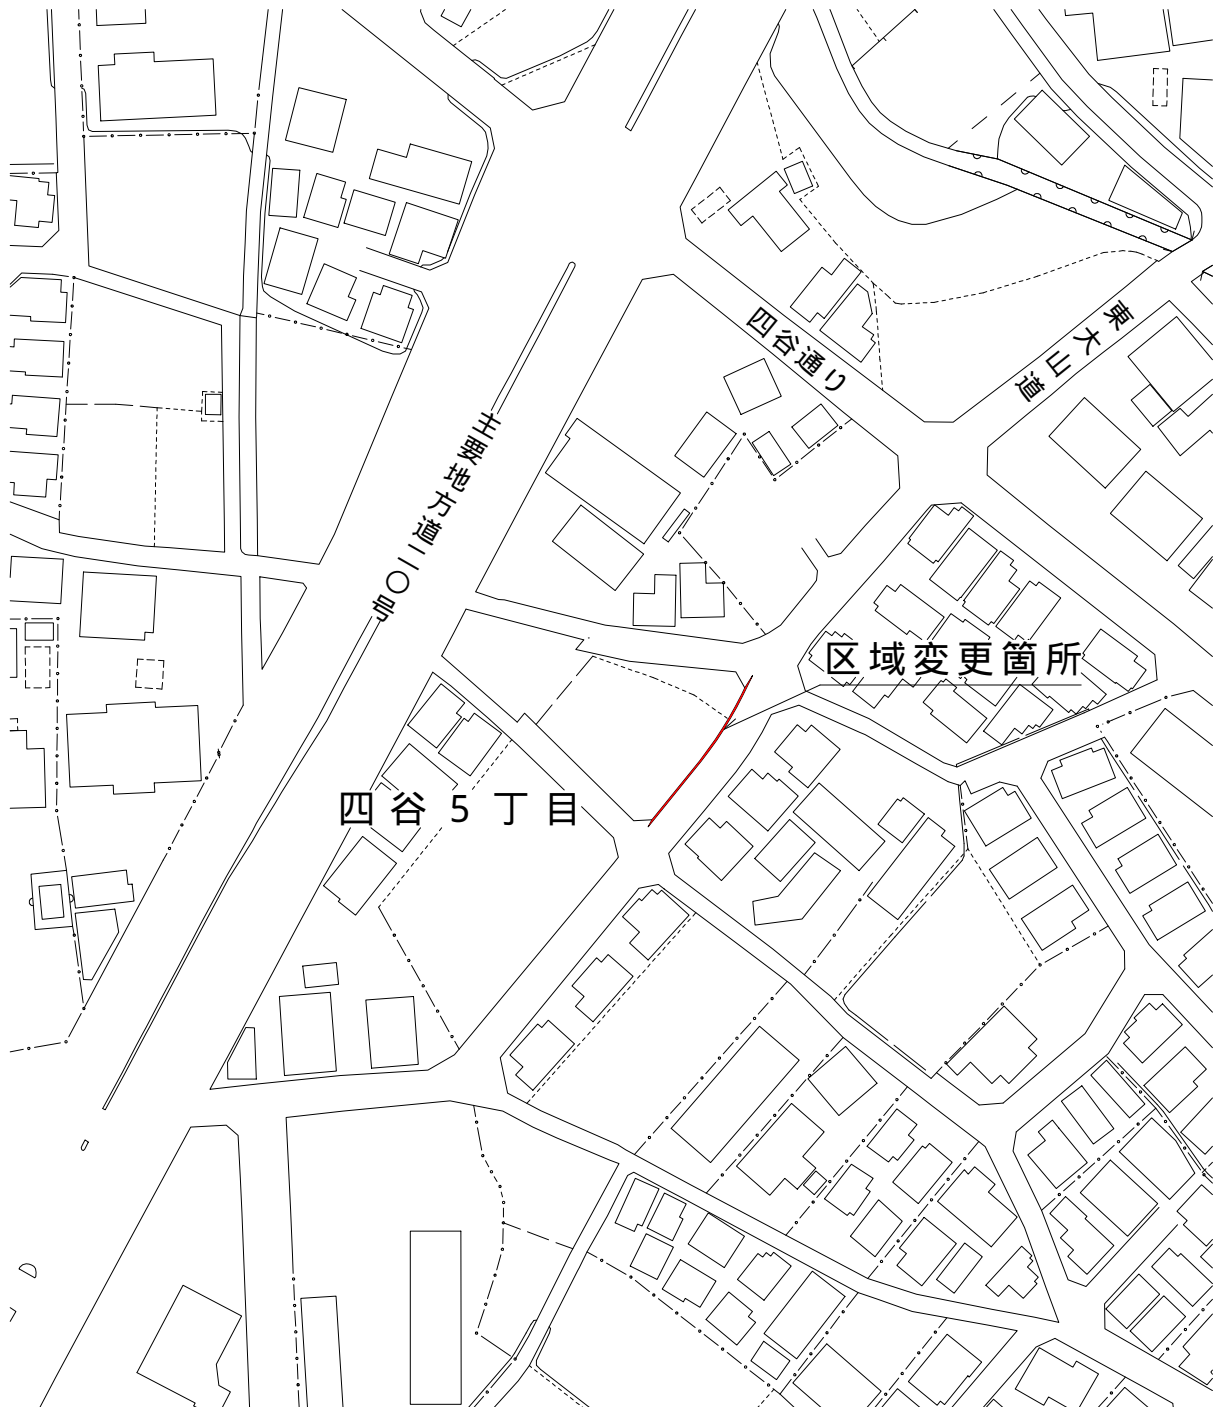 四谷通り
東大山道
主要地方道二〇号
区域変更箇所
四谷５丁目